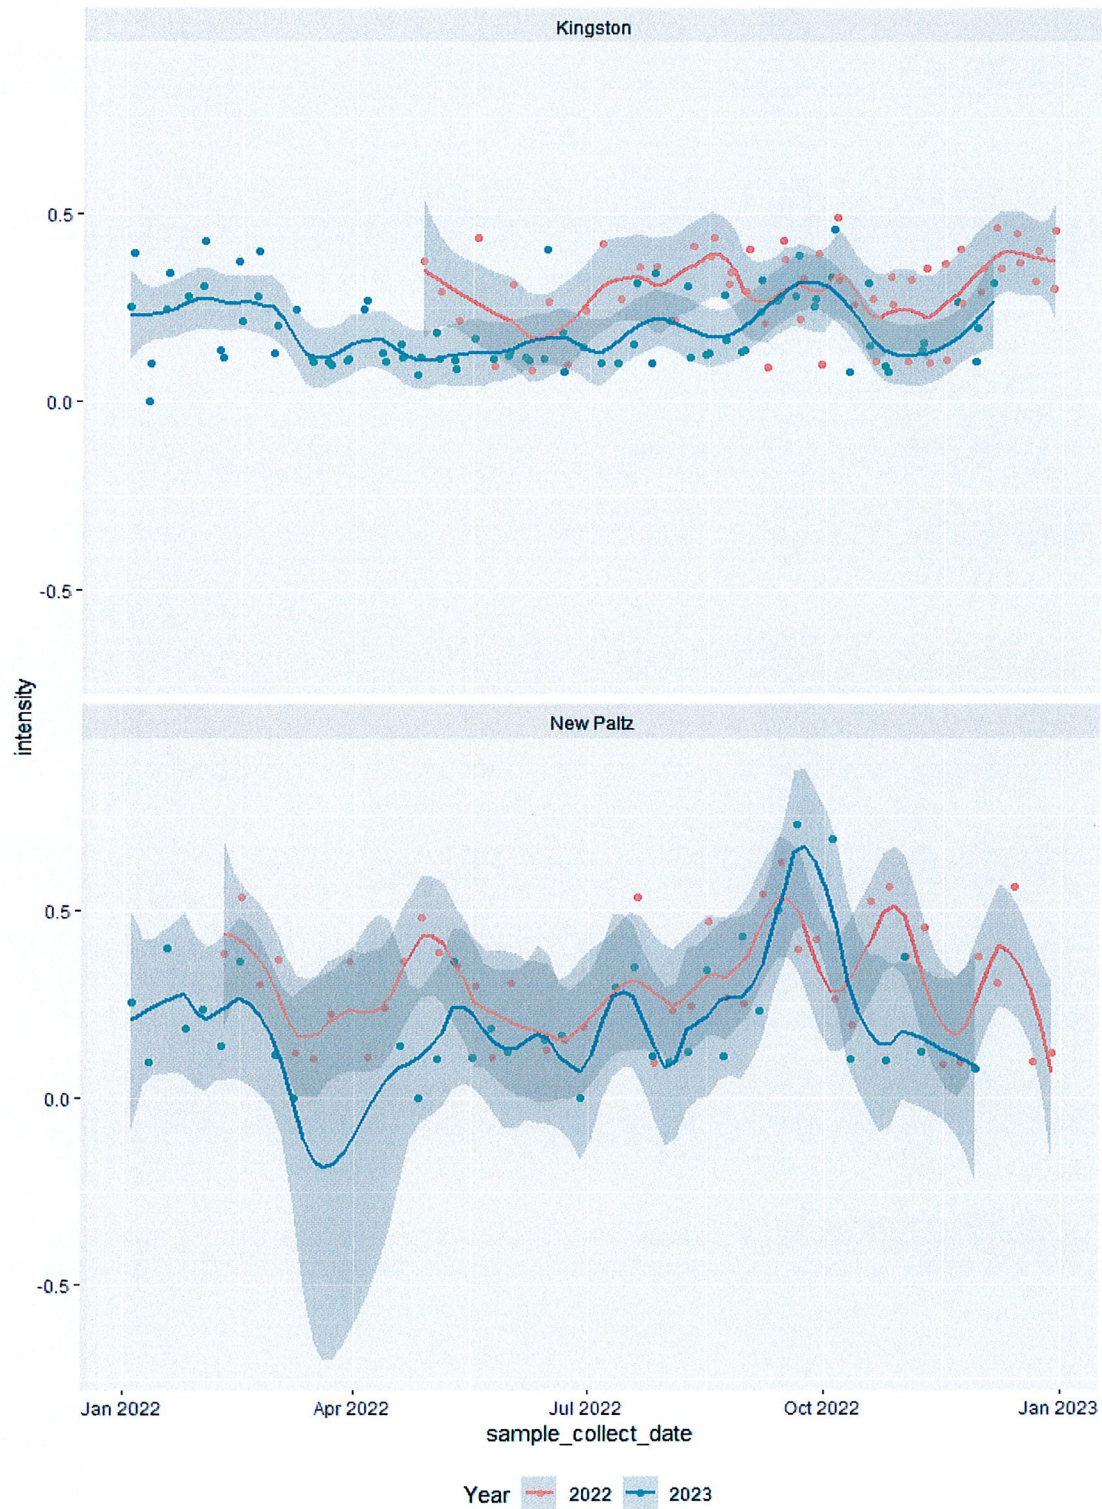 Kingston
0.5
0.0
-0.5
intensity
New Paltz
0.5
0.0
-0.5
Jan 2022
Apr 2022
Jul 2022
Oct 2022
Jan 2023
sample_collect_date
Year 2022 2023